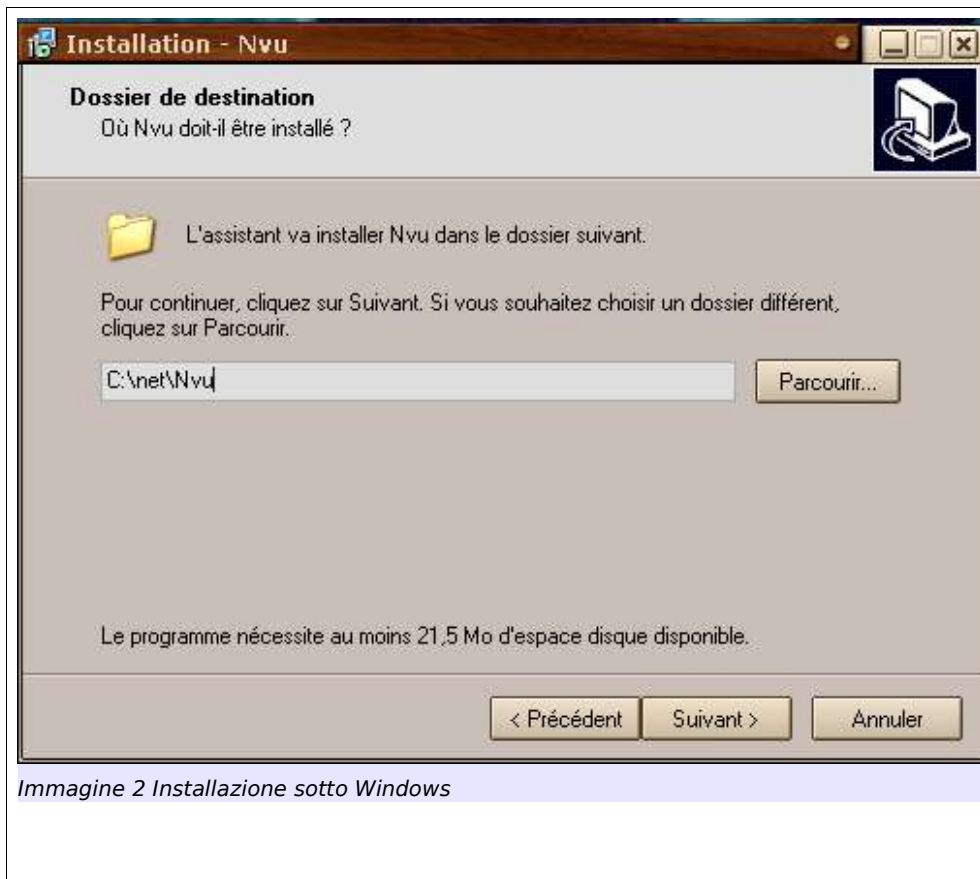 Installation - Nvu
Dossier de destination
Où Nvu doit-il être installé ?
L'assistant va installer Nvu dans le dossier suivant.
Pour continuer, cliquez sur Suivant. Si vous souhaitez choisir un dossier différent,
cliquez sur Parcourir.
C:\net\Nvu
Parcourir...
Le programme nécessite au moins 21,5 Mo d'espace disque disponible.
< Précédent
Suivant >
Annuler
Immagine 2 Installazione sotto Windows